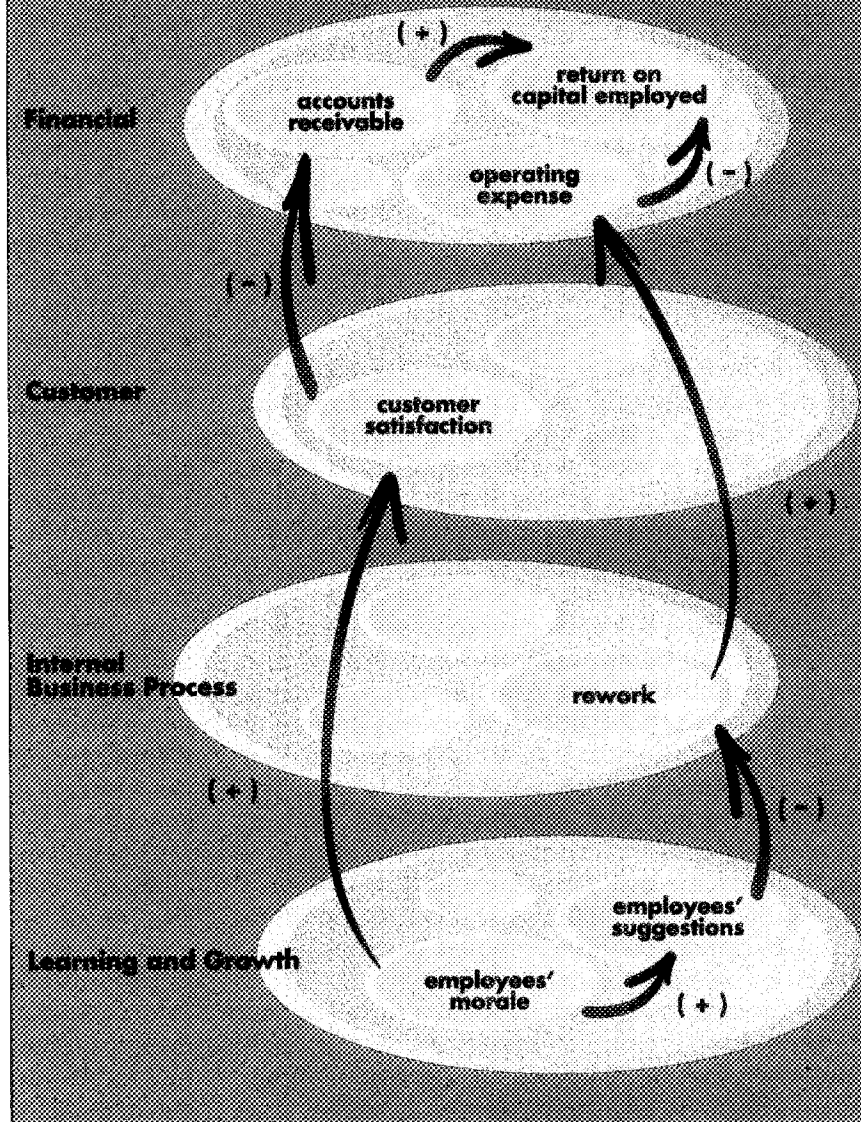 ( + )
return on
capital employed
accounts
receivable
Financial
operating
expense
( - )
( - )
Customer
customer
satisfaction
( + )
Internal
Business Process
rework
( + )
( - )
employees'
suggestions
Learning and Growth
employees'
morale
( + )